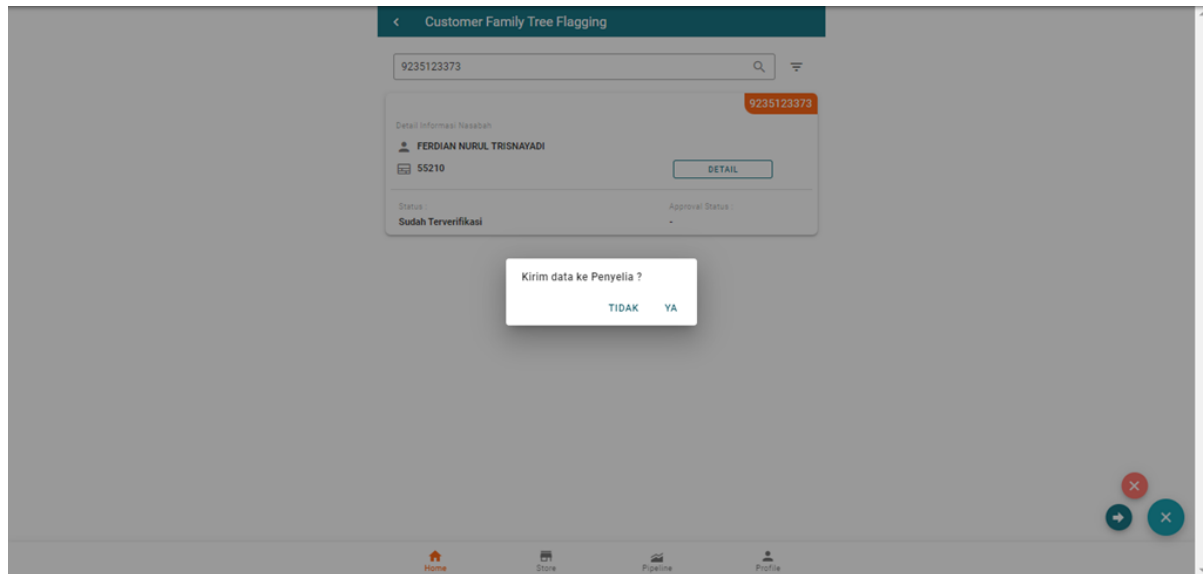 Customer Family Tree Flagging
9235123373
9235123373
Detail Informasi Nasabah
FERDIAN NURUL TRISNAYADI
55210
DETAIL
Status :
Approval Status :
Sudah Terverifikasi
-
Kirim data ke Penyelia ?
TIDAK YA
Home Store Pipeline Profile